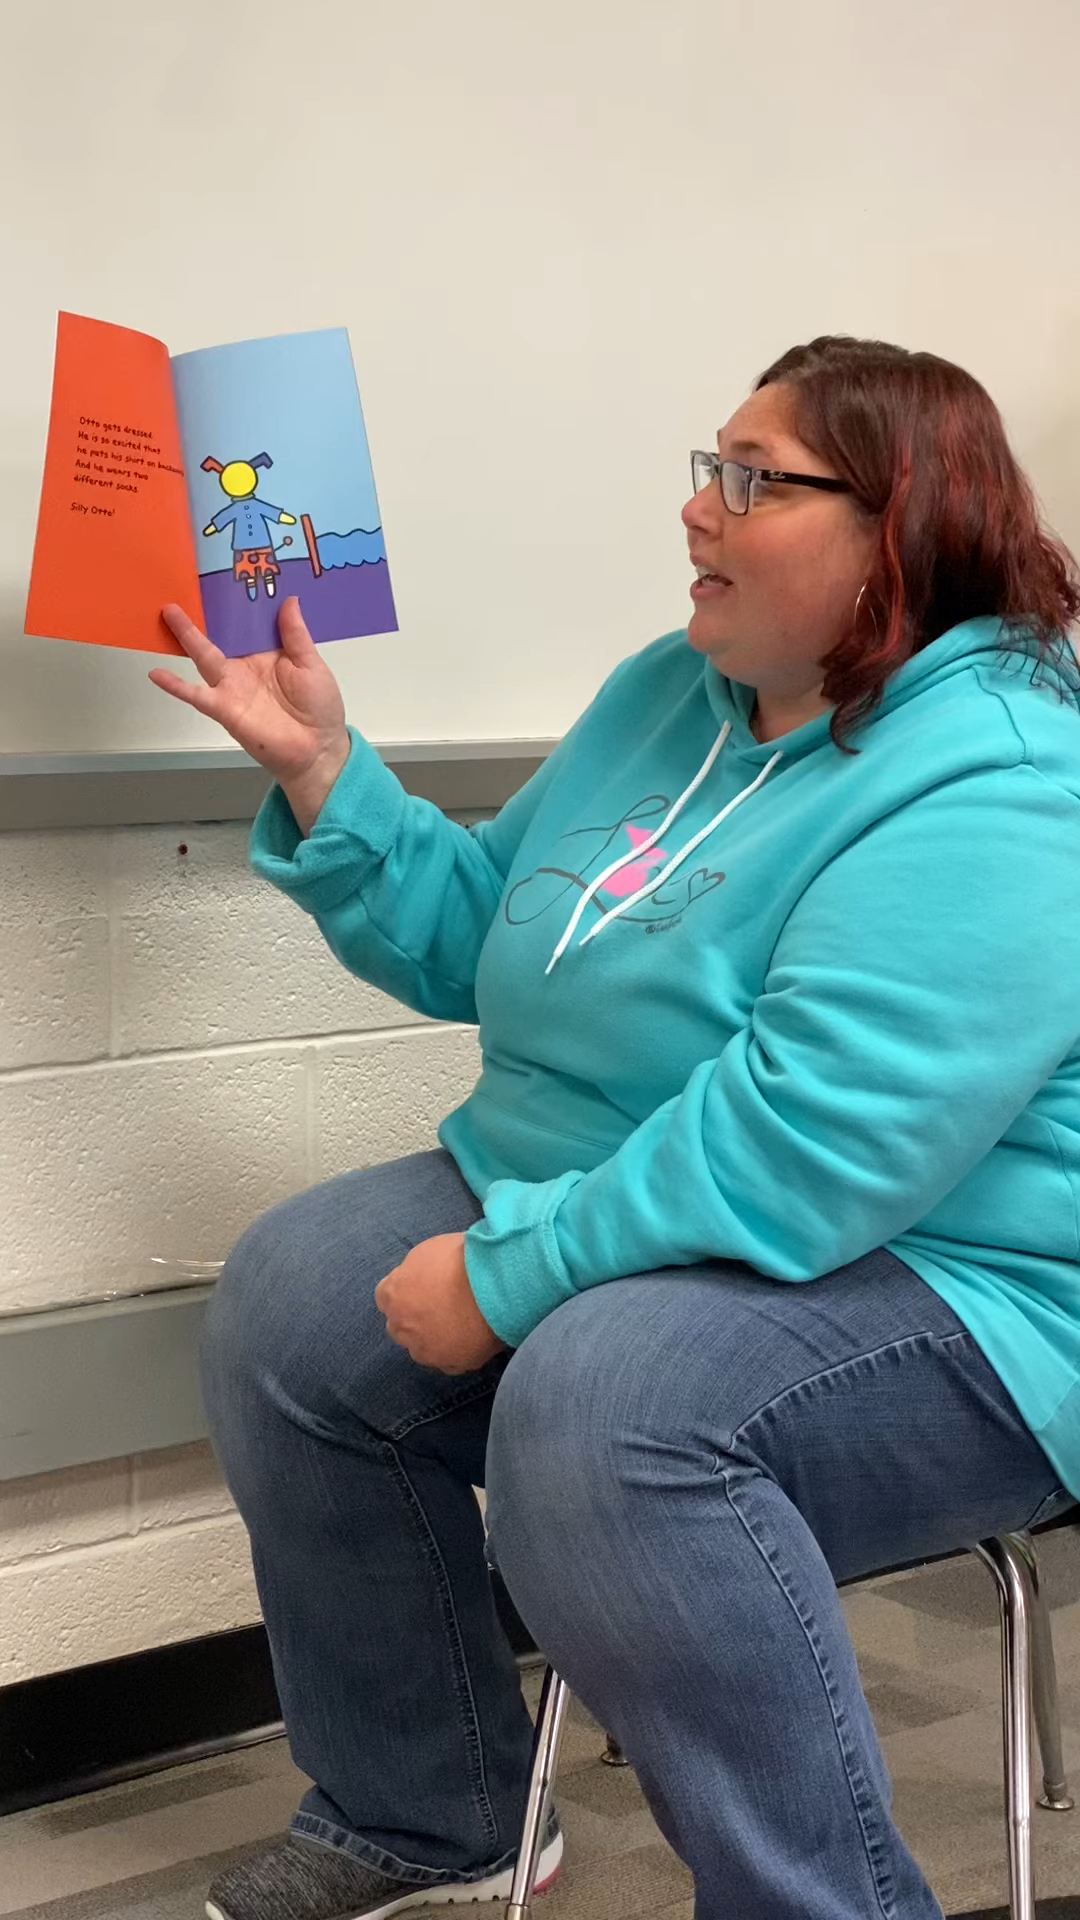 Otto gets dressed.
He is so excited that
he puts his shirt on backwards.
And he wears two
different socks.
Silly Otto!